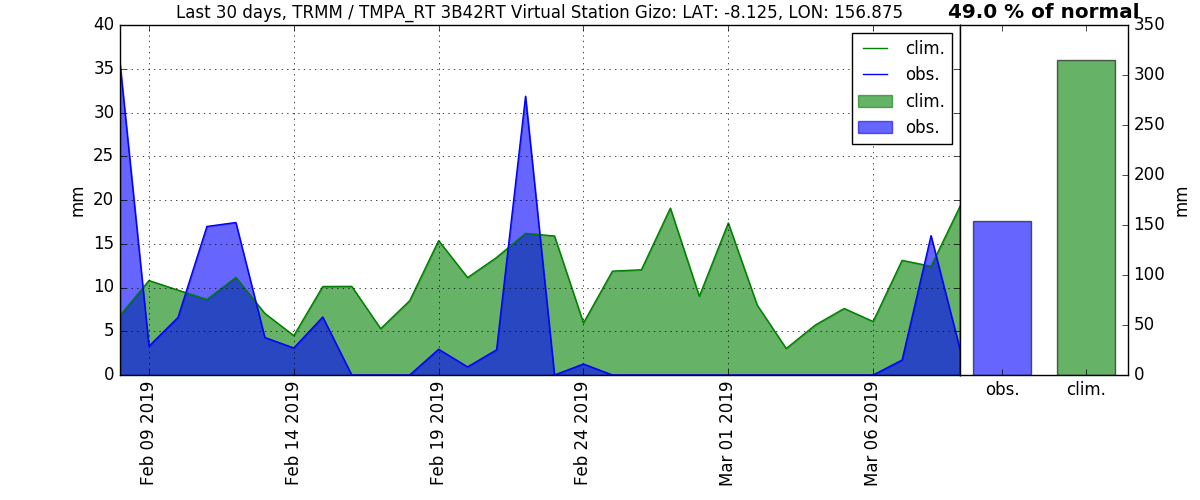 Last 30 days, TRMM / TMPA_RT 3B42RT Virtual Station Gizo: LAT: -8.125, LON: 156.875
49.0 % of normal
40
35
30
25
20
15
10
5
0
mm
clim.
obs.
clim.
obs.
350
300
250
200
150
100
50
0
mm
Feb 09 2019
Feb 14 2019
Feb 19 2019
Feb 24 2019
Mar 01 2019
Mar 06 2019
obs.
clim.